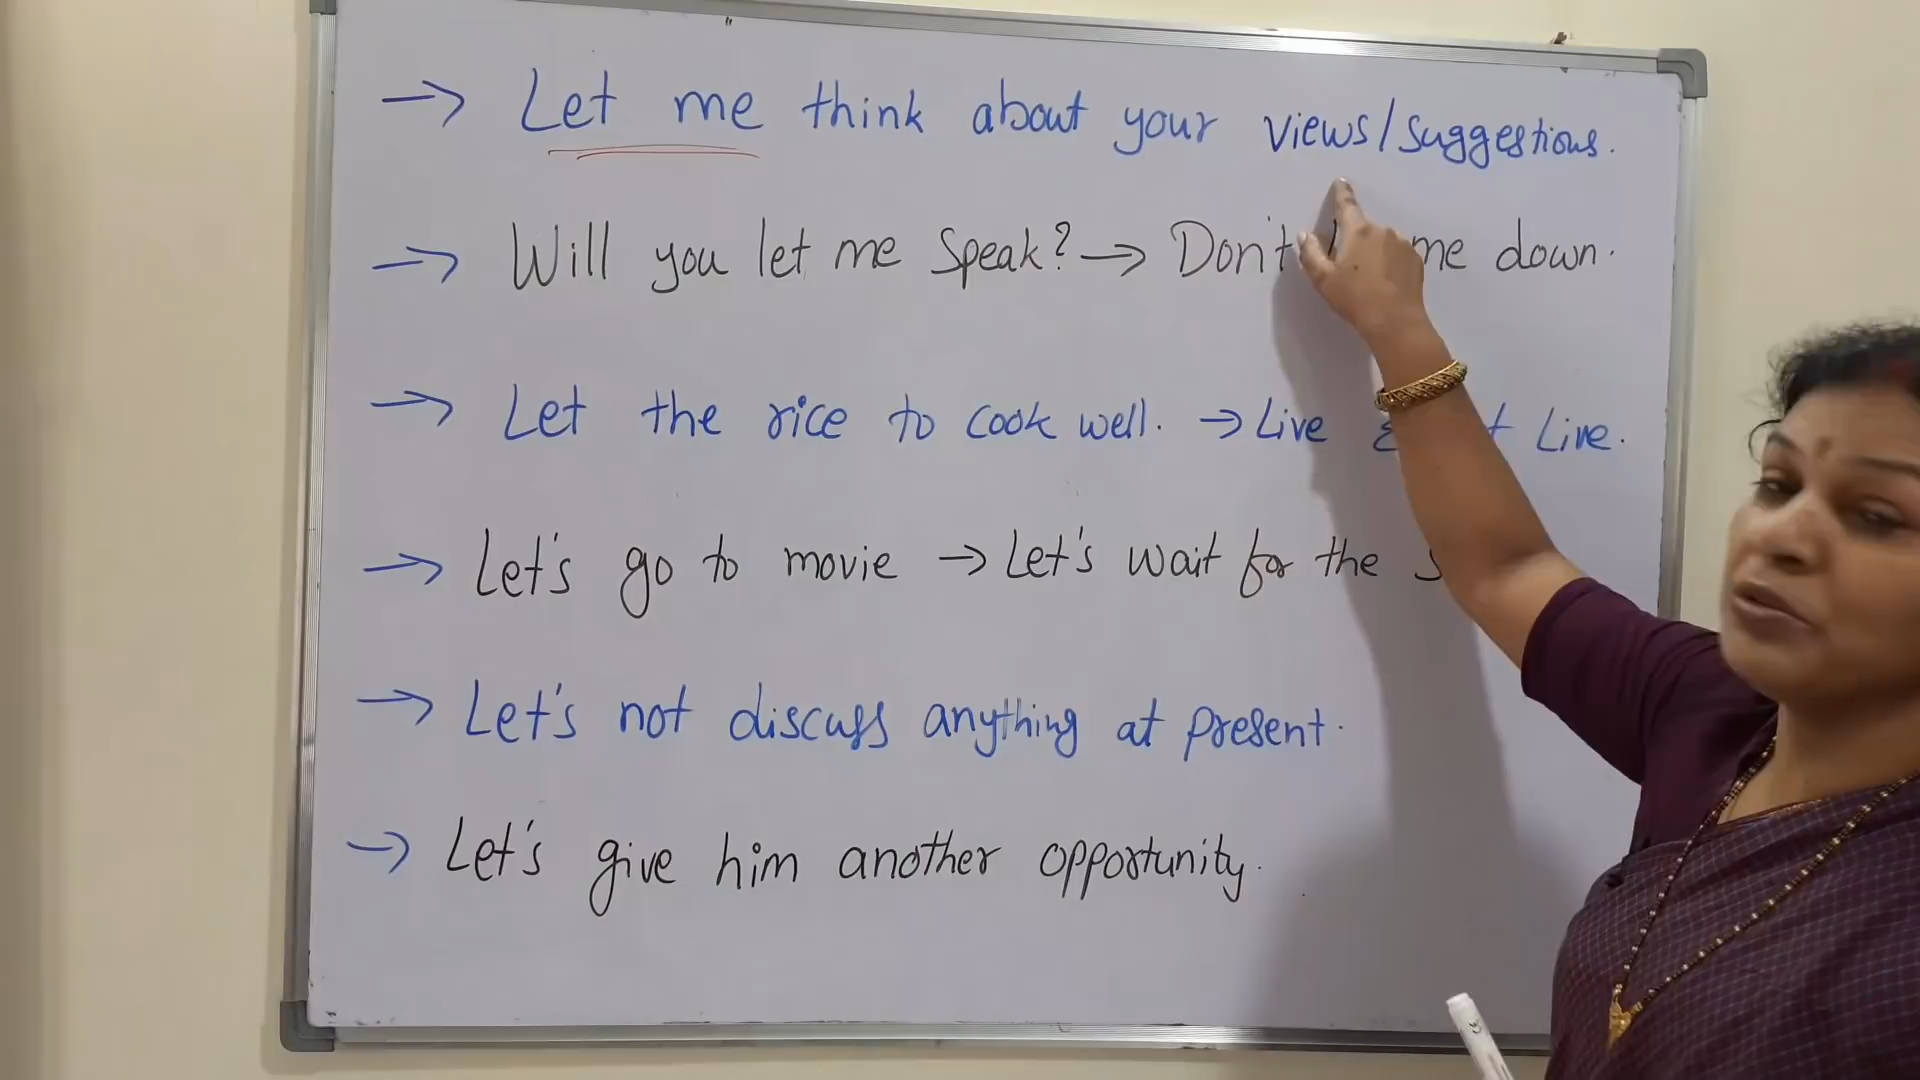 → Let me think about your views/suggestions.
→ Will you let me speak? → Don't me down.
→ Let the rice to cook well. → Live Live.
→ Let's go to movie → Let's wait for the
→ Let's not discuss anything at present.
→ Let's give him another opportunity.